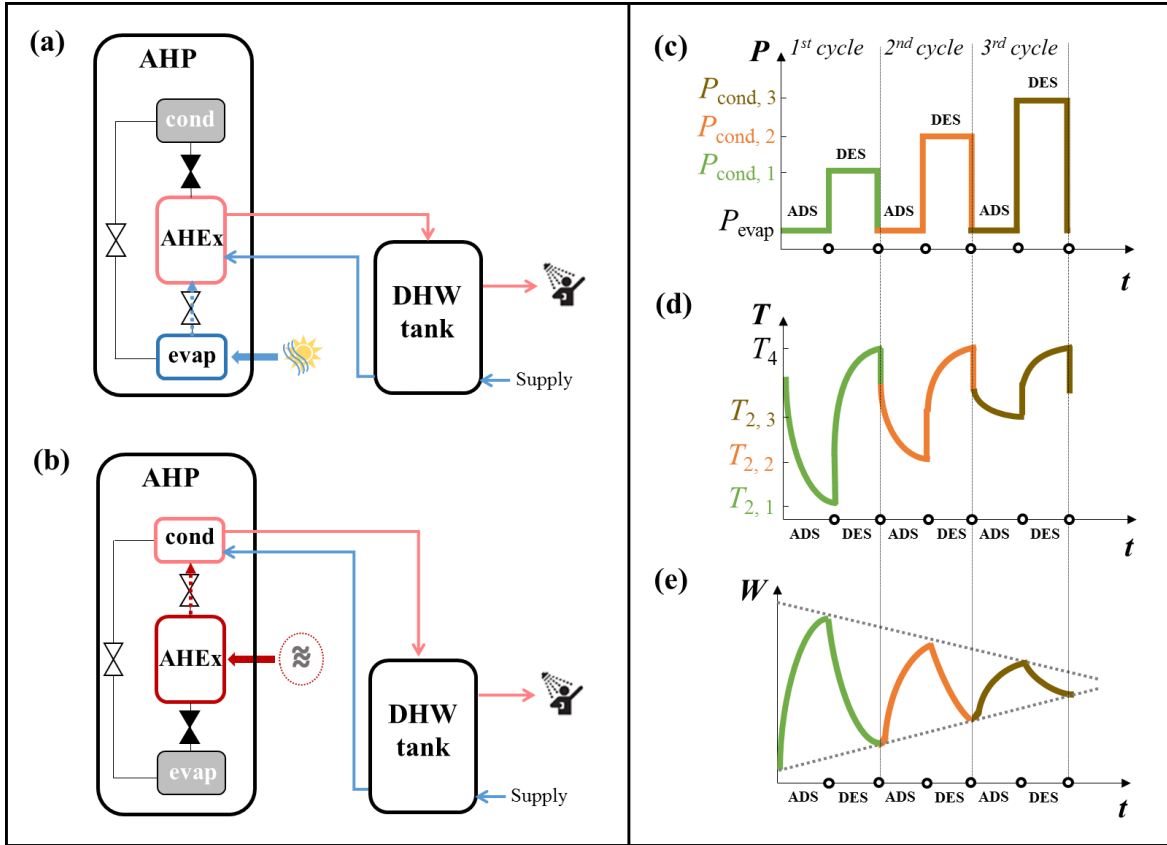 (a)
AHP
cond
AHEx
evap
DHW
tank
Supply
(b)
AHP
cond
AHEx
≈
evap
DHW
tank
Supply
(c)
P
1st cycle 2nd cycle 3rd cycle
Pcond, 3
Pcond, 2
Pcond, 1
Pevap
ADS DES ADS DES ADS DES
t
(d)
T
T4
T2, 3
T2, 2
T2, 1
ADS DES ADS DES ADS DES
t
(e)
W
ADS DES ADS DES ADS DES
t